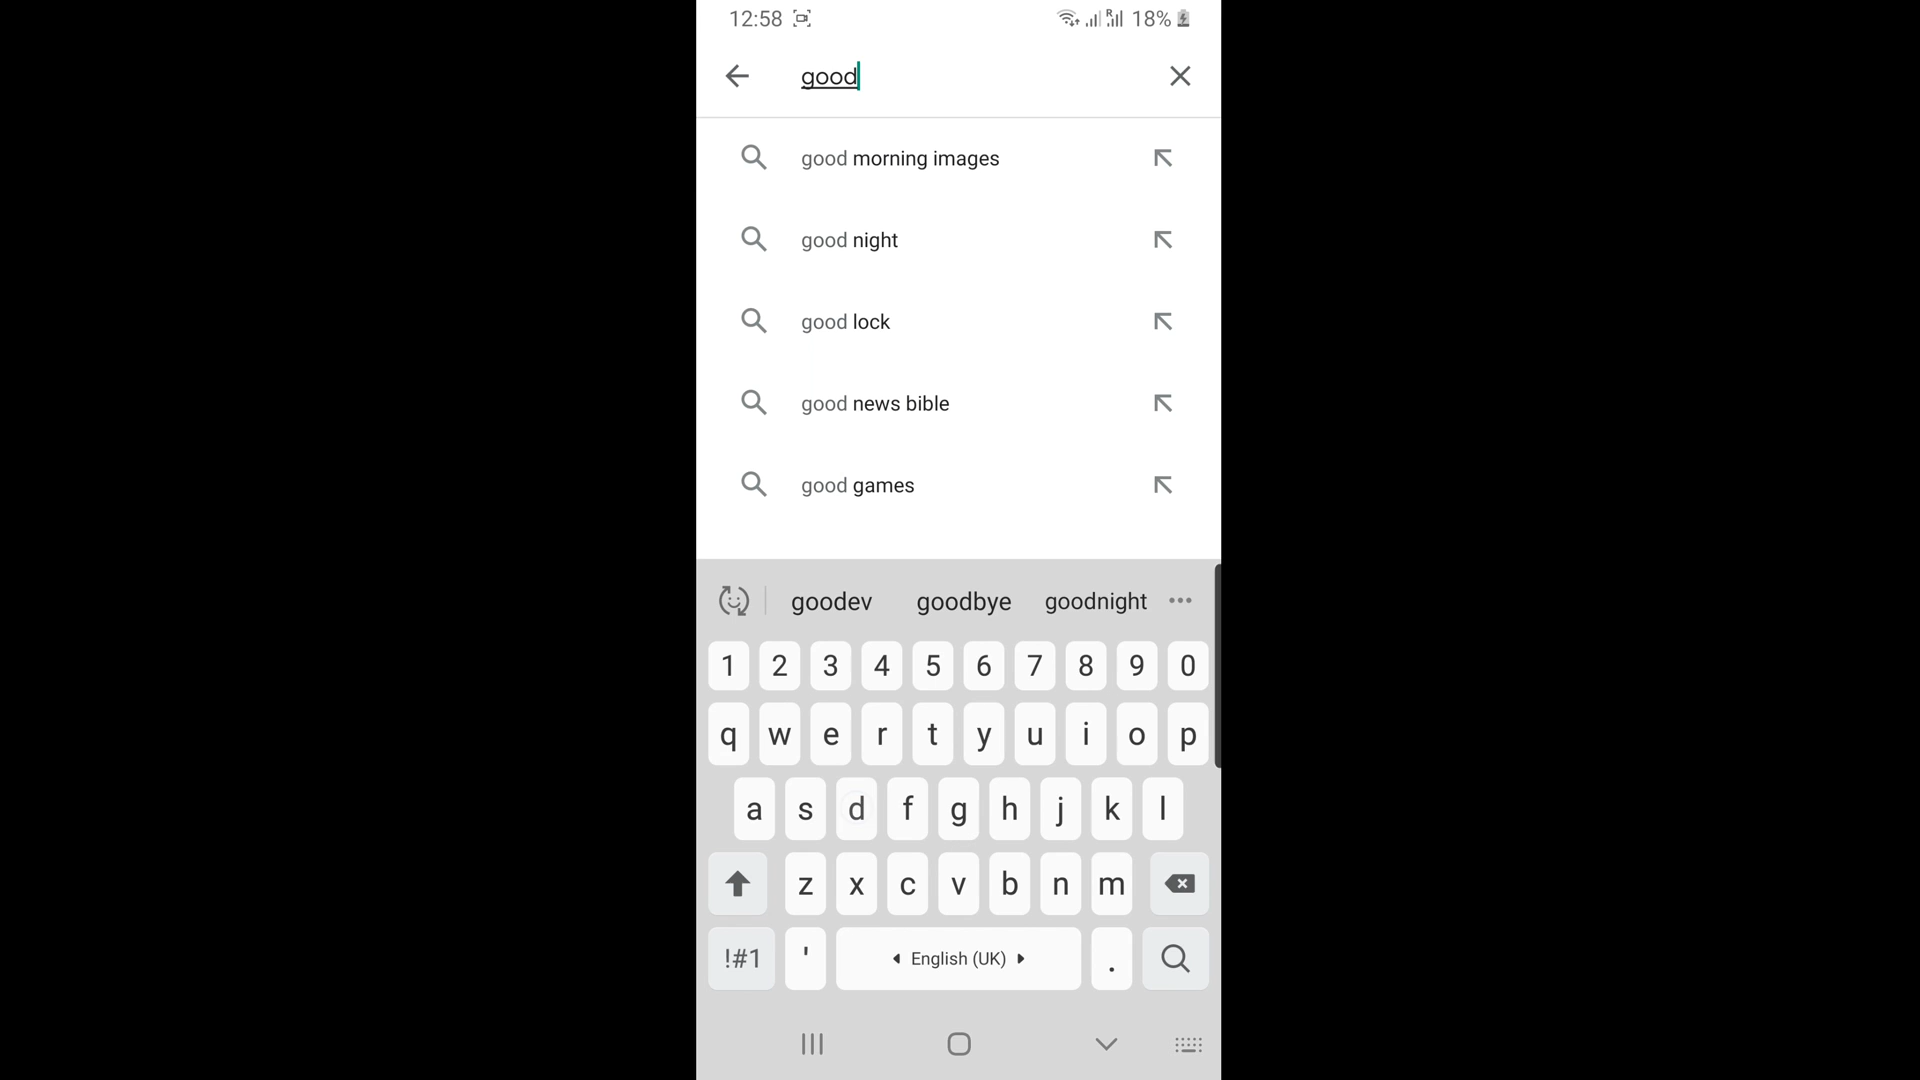 12:58 R 18%
good
good morning images
good night
good lock
good news bible
good games
goodev goodbye goodnight
1 2 3 4 5 6 7 8 9 0
q w e r t y u i o p
a s d f g h j k l
z x c v b n m
!#1 ' English (UK) .